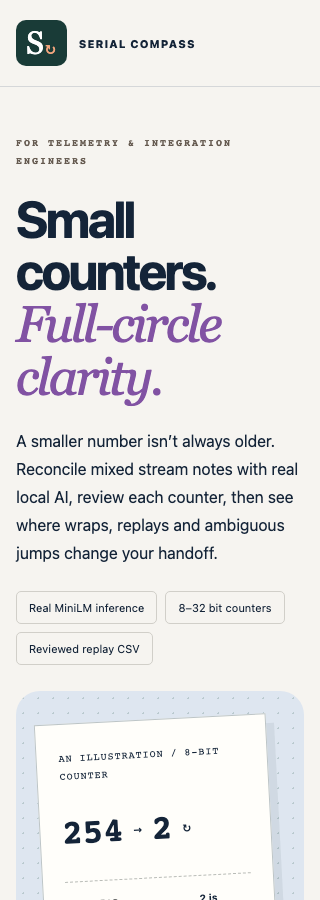 S↻
SERIAL COMPASS
FOR TELEMETRY & INTEGRATION
ENGINEERS
Small
counters.
Full-circle
clarity.
A smaller number isn’t always older.
Reconcile mixed stream notes with real
local AI, review each counter, then see
where wraps, replays and ambiguous
jumps change your handoff.
Real MiniLM inference
8–32 bit counters
Reviewed replay CSV
AN ILLUSTRATION / 8-BIT
COUNTER
254 → 2 ↻
2 is